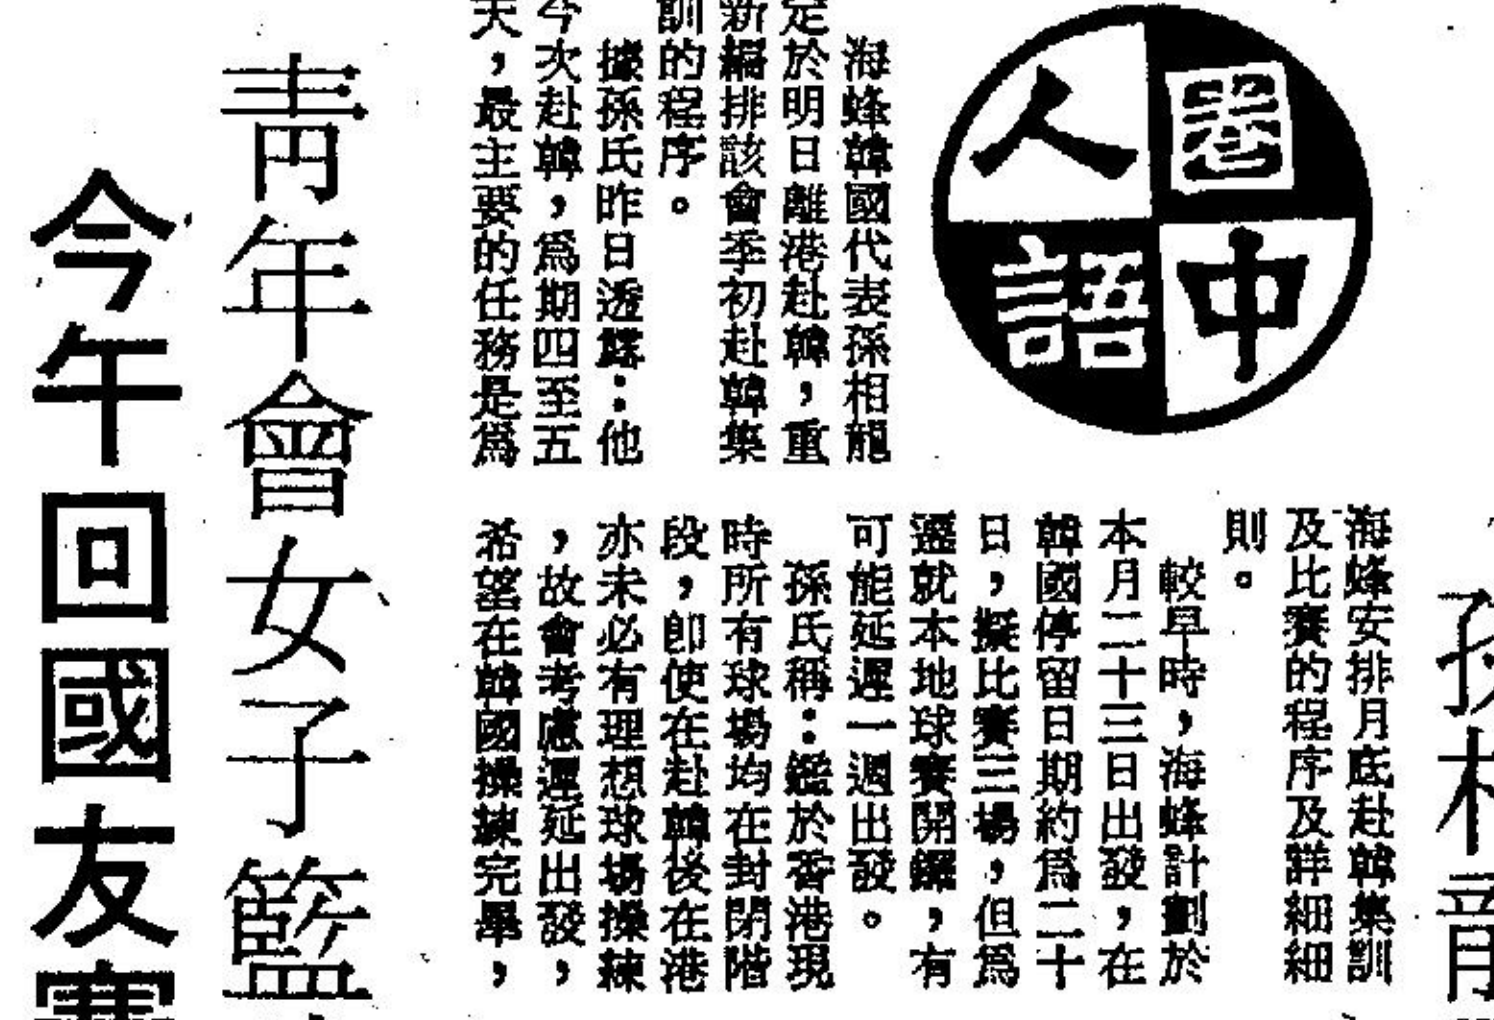 圈中人語
海蜂韓國代表孫相龍
定於明日離港赴韓，重
新編排該會季初赴韓集
訓的程序。
據孫氏昨日透露：他
今次赴韓，爲期四至五
天，最主要的任務是爲
海蜂安排月底赴韓集訓
及比賽的程序及詳細細
則。
較早時，海蜂計劃於
本月二十三日出發，在
韓國停留日期約爲二十
日，擬比賽三場，但爲
遷就本地球賽開鑼，有
可能延遲一週出發。
孫氏稱：鑑於香港現
時所有球場均在封閉階
段，即使在赴韓後在港
亦未必有理想球場操練
，故會考慮遲延出發，
希望在韓國操練完畢，
青年會女子籃
今午回國友賽